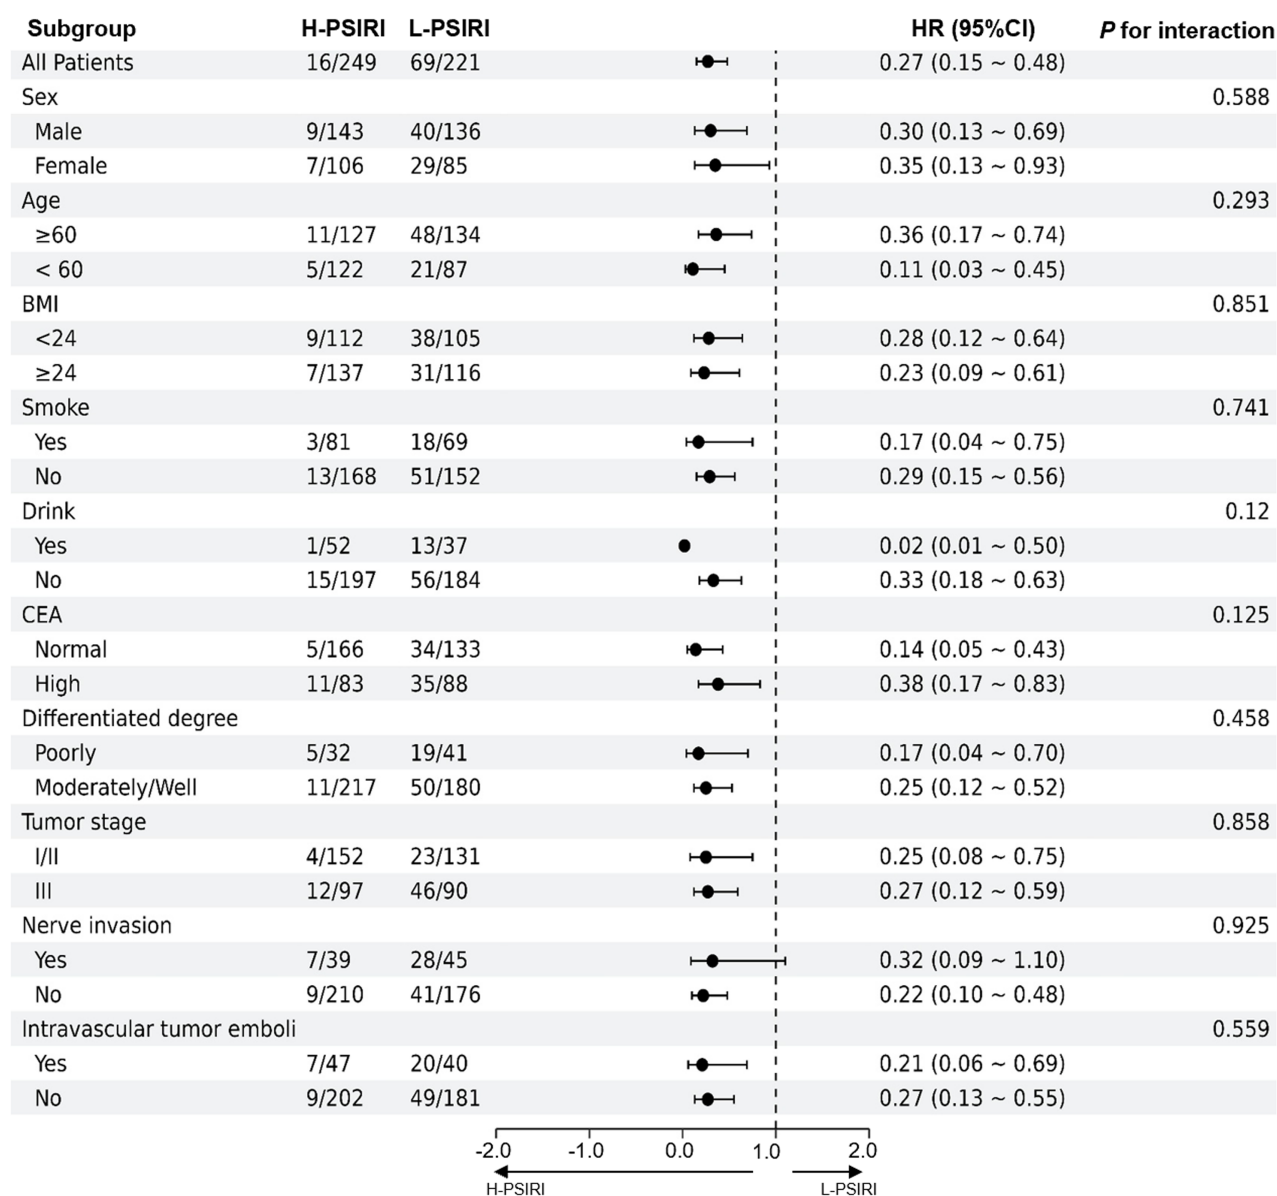 Subgroup H-PSIRI L-PSIRI HR (95%CI) P for interaction
All Patients 16/249 69/221 0.27 (0.15 ~ 0.48)
Sex 0.588
Male 9/143 40/136 0.30 (0.13 ~ 0.69)
Female 7/106 29/85 0.35 (0.13 ~ 0.93)
Age 0.293
≥60 11/127 48/134 0.36 (0.17 ~ 0.74)
< 60 5/122 21/87 0.11 (0.03 ~ 0.45)
BMI 0.851
<24 9/112 38/105 0.28 (0.12 ~ 0.64)
≥24 7/137 31/116 0.23 (0.09 ~ 0.61)
Smoke 0.741
Yes 3/81 18/69 0.17 (0.04 ~ 0.75)
No 13/168 51/152 0.29 (0.15 ~ 0.56)
Drink 0.12
Yes 1/52 13/37 0.02 (0.01 ~ 0.50)
No 15/197 56/184 0.33 (0.18 ~ 0.63)
CEA 0.125
Normal 5/166 34/133 0.14 (0.05 ~ 0.43)
High 11/83 35/88 0.38 (0.17 ~ 0.83)
Differentiated degree 0.458
Poorly 5/32 19/41 0.17 (0.04 ~ 0.70)
Moderately/Well 11/217 50/180 0.25 (0.12 ~ 0.52)
Tumor stage 0.858
I/II 4/152 23/131 0.25 (0.08 ~ 0.75)
III 12/97 46/90 0.27 (0.12 ~ 0.59)
Nerve invasion 0.925
Yes 7/39 28/45 0.32 (0.09 ~ 1.10)
No 9/210 41/176 0.22 (0.10 ~ 0.48)
Intravascular tumor emboli 0.559
Yes 7/47 20/40 0.21 (0.06 ~ 0.69)
No 9/202 49/181 0.27 (0.13 ~ 0.55)
-2.0 -1.0 0.0 1.0 2.0
H-PSIRI L-PSIRI